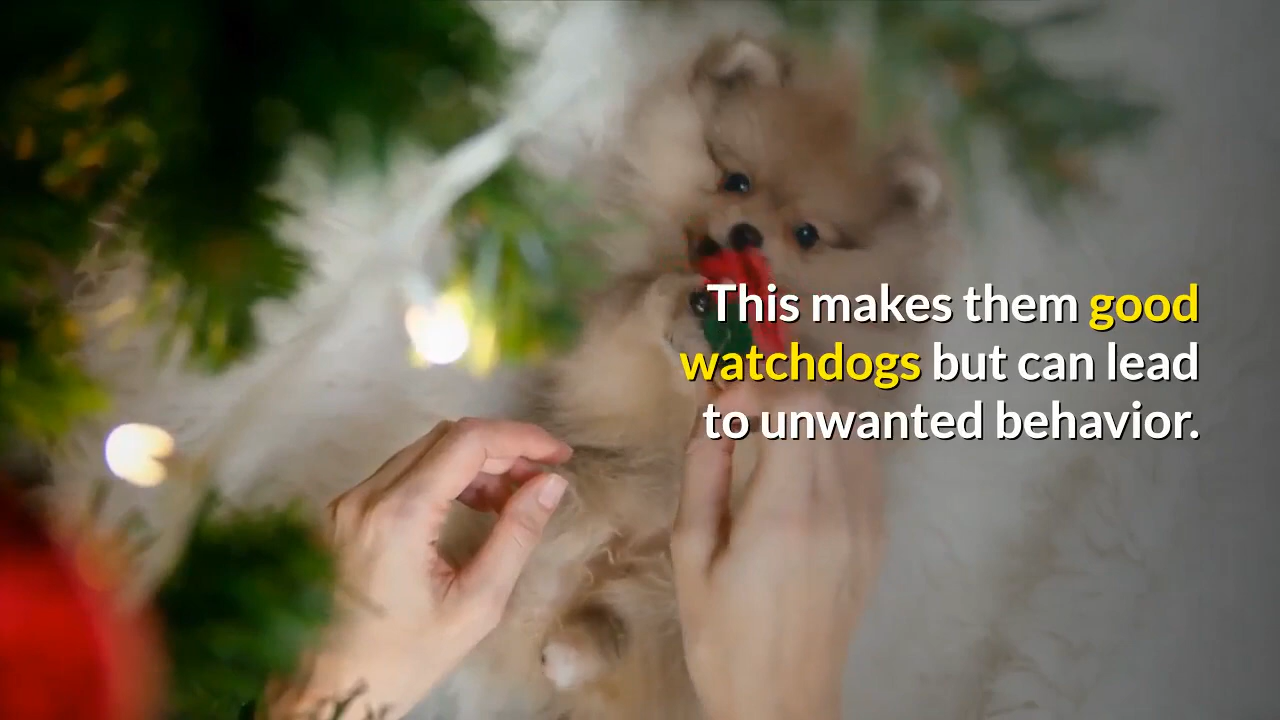 This makes them good
watchdogs but can lead
to unwanted behavior.